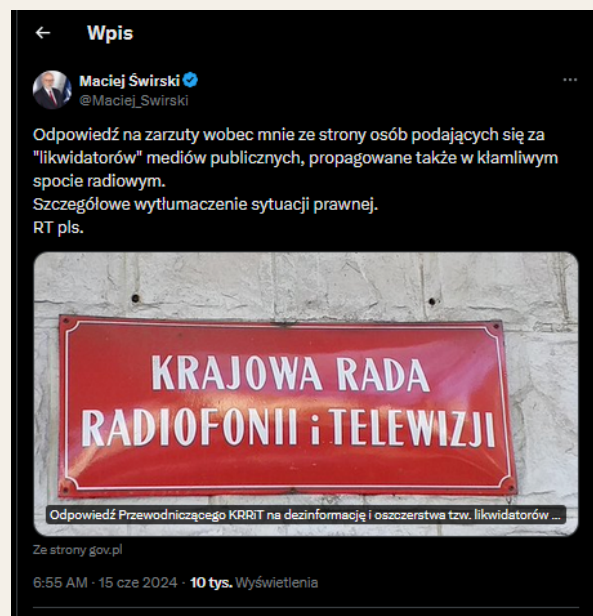 Wpis
Maciej Świrski
@Maciej_Swirski
Odpowiedź na zarzuty wobec mnie ze strony osób podających się za
"likwidatorów" mediów publicznych, propagowane także w kłamliwym
spocie radiowym.
Szczegółowe wytłumaczenie sytuacji prawnej.
RT pls.
KRAJOWA RADA
RADIOFONII i TELEWIZJI
Odpowiedź Przewodniczącego KRRiT na dezinformację i oszczerstwa tzw. likwidatorów ...
Ze strony gov.pl
6:55 AM · 15 cze 2024 · 10 tys. Wyświetlenia